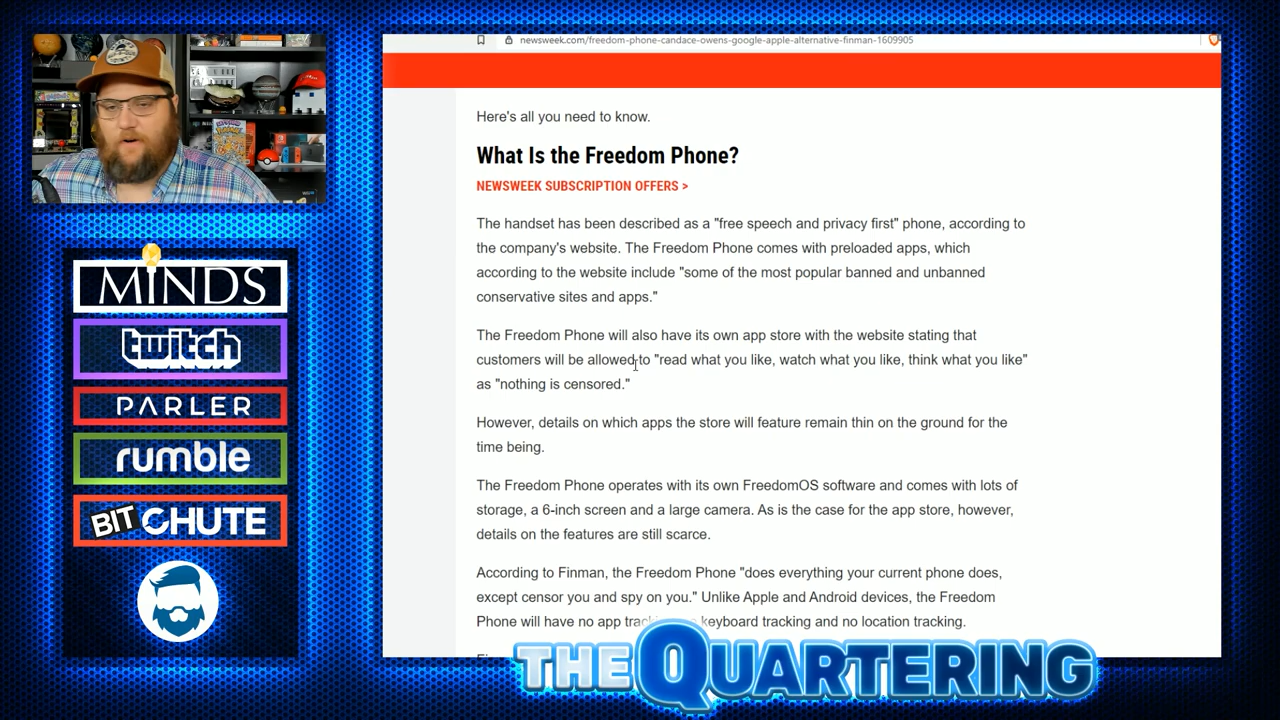 newsweek.com/freedom-phone-candace-owens-google-apple-alternative-finman-1609905
Here's all you need to know.
What Is the Freedom Phone?
NEWSWEEK SUBSCRIPTION OFFERS >
The handset has been described as a "free speech and privacy first" phone, according to
the company's website. The Freedom Phone comes with preloaded apps, which
according to the website include "some of the most popular banned and unbanned
conservative sites and apps."
The Freedom Phone will also have its own app store with the website stating that
customers will be allowed to "read what you like, watch what you like, think what you like"
as "nothing is censored."
However, details on which apps the store will feature remain thin on the ground for the
time being.
The Freedom Phone operates with its own FreedomOS software and comes with lots of
storage, a 6-inch screen and a large camera. As is the case for the app store, however,
details on the features are still scarce.
According to Finman, the Freedom Phone "does everything your current phone does,
except censor you and spy on you." Unlike Apple and Android devices, the Freedom
Phone will have no app keyboard tracking and no location tracking.
MINDS
twitch
PARLER
rumble
BIT CHUTE
THE QUARTERING